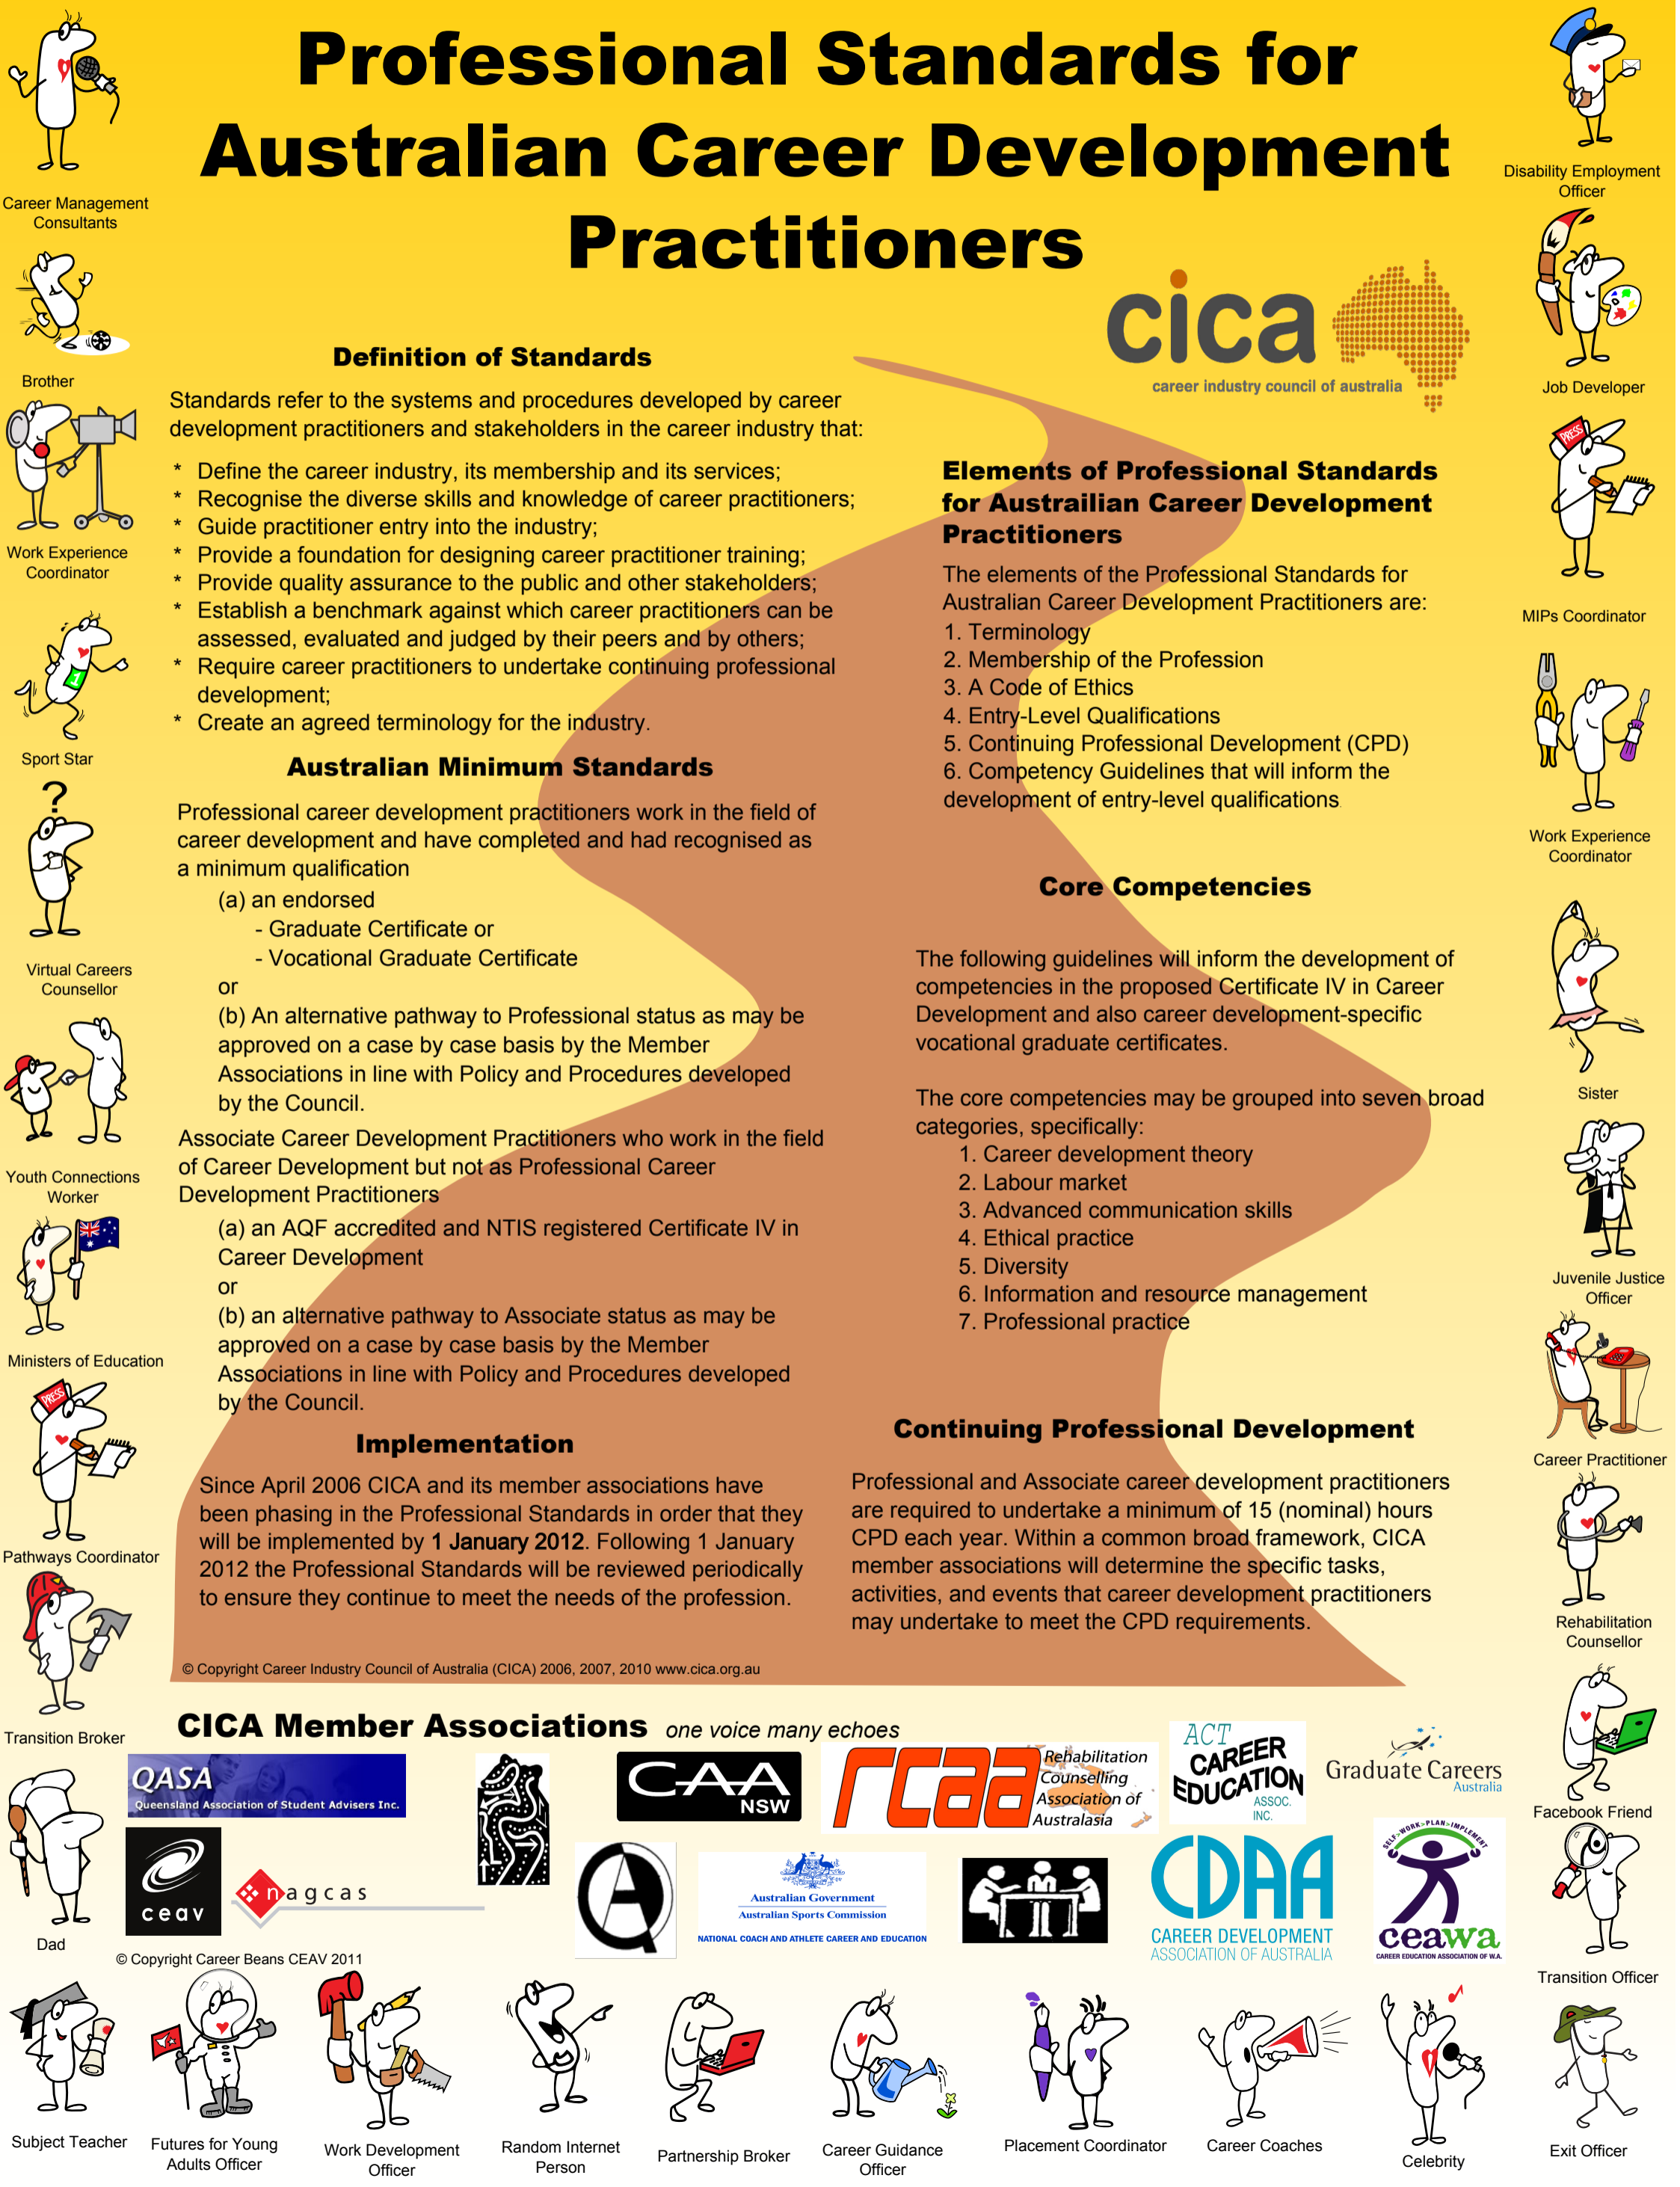 Professional Standards for
Australian Career Development
Practitioners
cica
career industry council of australia
Definition of Standards
Standards refer to the systems and procedures developed by career
development practitioners and stakeholders in the career industry that:
* Define the career industry, its membership and its services;
* Recognise the diverse skills and knowledge of career practitioners;
* Guide practitioner entry into the industry;
* Provide a foundation for designing career practitioner training;
* Provide quality assurance to the public and other stakeholders;
* Establish a benchmark against which career practitioners can be
assessed, evaluated and judged by their peers and by others;
* Require career practitioners to undertake continuing professional
development;
* Create an agreed terminology for the industry.
Australian Minimum Standards
Professional career development practitioners work in the field of
career development and have completed and had recognised as
a minimum qualification
(a) an endorsed
- Graduate Certificate or
- Vocational Graduate Certificate
or
(b) An alternative pathway to Professional status as may be
approved on a case by case basis by the Member
Associations in line with Policy and Procedures developed
by the Council.
Associate Career Development Practitioners who work in the field
of Career Development but not as Professional Career
Development Practitioners
(a) an AQF accredited and NTIS registered Certificate IV in
Career Development
or
(b) an alternative pathway to Associate status as may be
approved on a case by case basis by the Member
Associations in line with Policy and Procedures developed
by the Council.
Implementation
Since April 2006 CICA and its member associations have
been phasing in the Professional Standards in order that they
will be implemented by 1 January 2012. Following 1 January
2012 the Professional Standards will be reviewed periodically
to ensure they continue to meet the needs of the profession.
© Copyright Career Industry Council of Australia (CICA) 2006, 2007, 2010 www.cica.org.au
Elements of Professional Standards
for Austrailian Career Development
Practitioners
The elements of the Professional Standards for
Australian Career Development Practitioners are:
1. Terminology
2. Membership of the Profession
3. A Code of Ethics
4. Entry-Level Qualifications
5. Continuing Professional Development (CPD)
6. Competency Guidelines that will inform the
development of entry-level qualifications
Core Competencies
The following guidelines will inform the development of
competencies in the proposed Certificate IV in Career
Development and also career development-specific
vocational graduate certificates.
The core competencies may be grouped into seven broad
categories, specifically:
1. Career development theory
2. Labour market
3. Advanced communication skills
4. Ethical practice
5. Diversity
6. Information and resource management
7. Professional practice
Continuing Professional Development
Professional and Associate career development practitioners
are required to undertake a minimum of 15 (nominal) hours
CPD each year. Within a common broad framework, CICA
member associations will determine the specific tasks,
activities, and events that career development practitioners
may undertake to meet the CPD requirements.
CICA Member Associations one voice many echoes
QASA
Queensland Association of Student Advisers Inc.
CAA
NSW
rcaa
Rehabilitation
Counselling
Association of
Australasia
ACT
CAREER
EDUCATION
ASSOC.
INC.
Graduate Careers
Australia
ceav
nagcas
Australian Government
Australian Sports Commission
NATIONAL COACH AND ATHLETE CAREER AND EDUCATION
CDAA
CAREER DEVELOPMENT
ASSOCIATION OF AUSTRALIA
SELF>WORK>PLAN>IMPLEMENT
ceawa
CAREER EDUCATION ASSOCIATION OF W.A.
© Copyright Career Beans CEAV 2011
Career Management
Consultants
Brother
Work Experience
Coordinator
1
Sport Star
?
Virtual Careers
Counsellor
Youth Connections
Worker
Ministers of Education
PRESS
Pathways Coordinator
Transition Broker
Dad
Disability Employment
Officer
Job Developer
PRESS
MIPs Coordinator
Work Experience
Coordinator
Sister
Juvenile Justice
Officer
Career Practitioner
Rehabilitation
Counsellor
Facebook Friend
Transition Officer
Subject Teacher
Futures for Young
Adults Officer
Work Development
Officer
Random Internet
Person
Partnership Broker
Career Guidance
Officer
Placement Coordinator
Career Coaches
Celebrity
Exit Officer